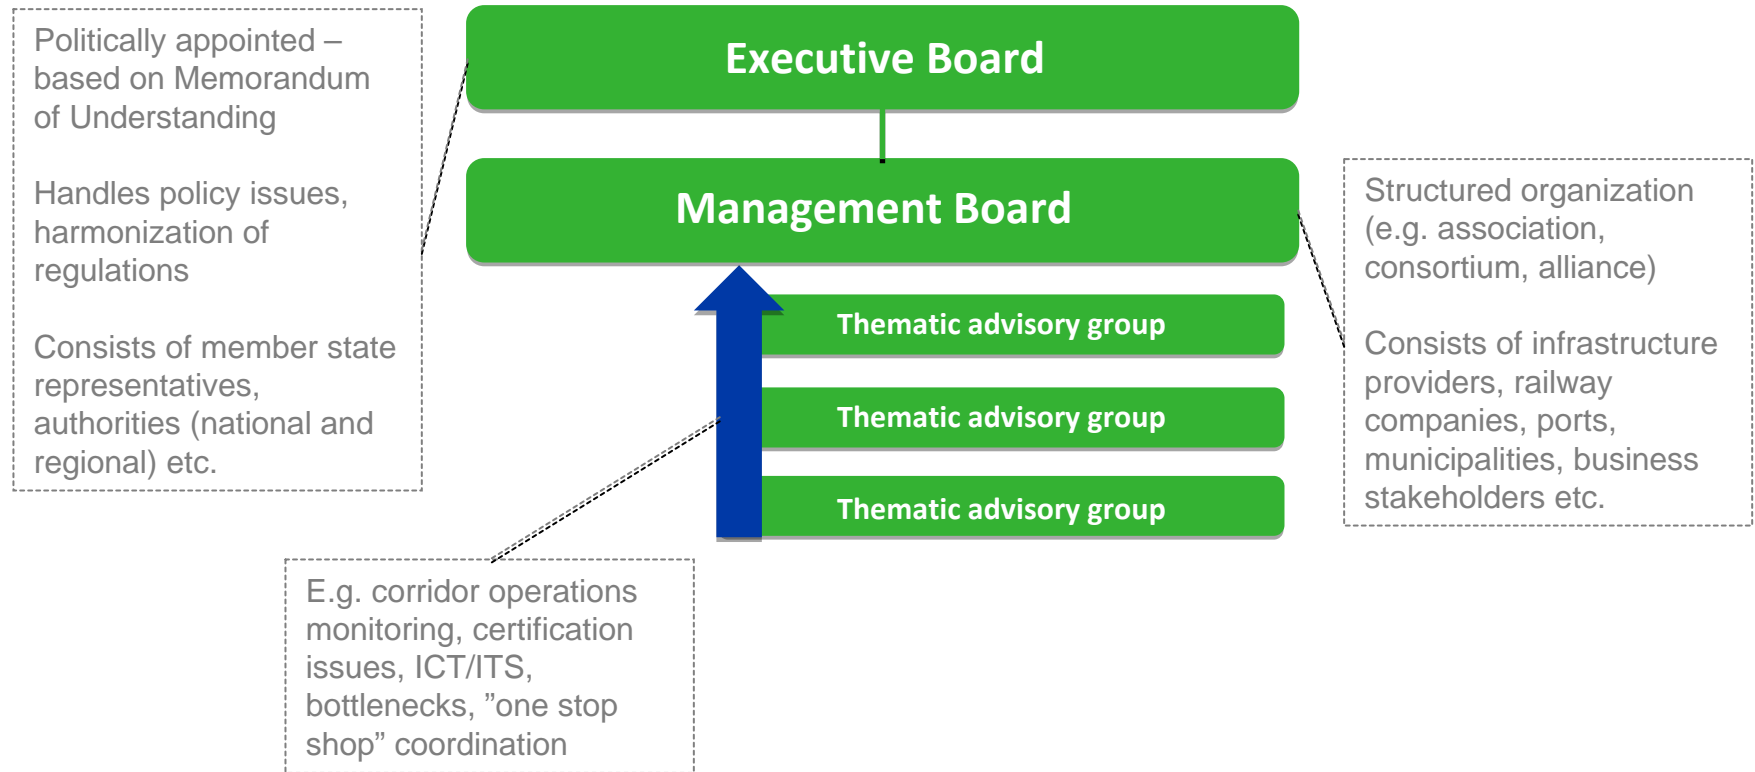 Politically appointed –
based on Memorandum
of Understanding
Handles policy issues,
harmonization of
regulations
Consists of member state
representatives,
authorities (national and
regional) etc.
Executive Board
Management Board
Thematic advisory group
Thematic advisory group
Thematic advisory group
Structured organization
(e.g. association,
consortium, alliance)
Consists of infrastructure
providers, railway
companies, ports,
municipalities, business
stakeholders etc.
E.g. corridor operations
monitoring, certification
issues, ICT/ITS,
bottlenecks, ”one stop
shop” coordination